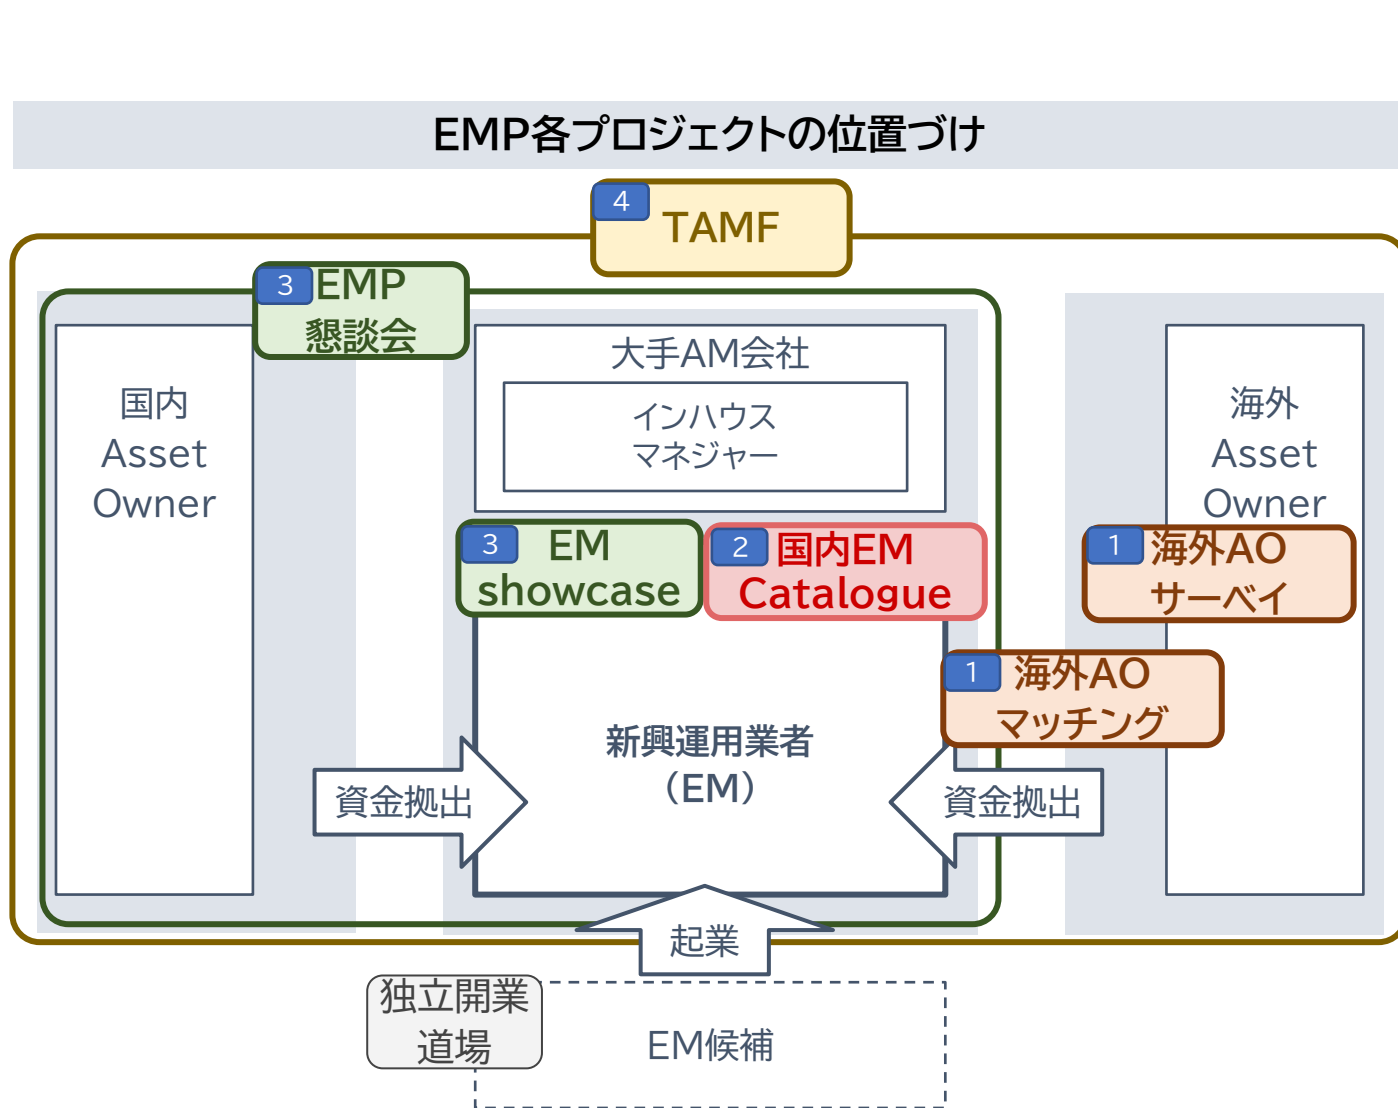 EMP各プロジェクトの位置づけ
4
TAMF
3
EMP
懇談会
国内
Asset
Owner
大手AM会社
インハウス
マネジャー
海外
Asset
Owner
3
EM
showcase
2
国内EM
Catalogue
1
海外AO
サーベイ
1
海外AO
マッチング
新興運用業者
（EM）
資金拠出
資金拠出
起業
独立開業
道場
EM候補